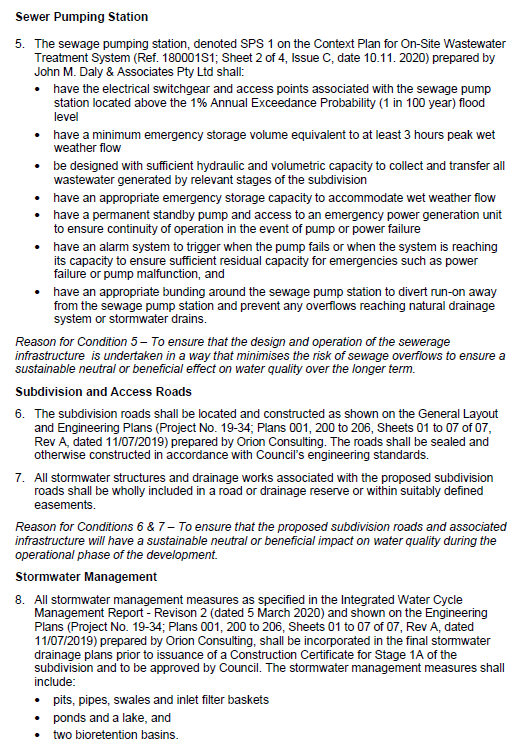 Sewer Pumping Station
5. The sewage pumping station, denoted SPS 1 on the Context Plan for On-Site Wastewater
Treatment System (Ref. 180001S1; Sheet 2 of 4, Issue C, date 10.11. 2020) prepared by
John M. Daly & Associates Pty Ltd shall:
• have the electrical switchgear and access points associated with the sewage pump
station located above the 1% Annual Exceedance Probability (1 in 100 year) flood
level
• have a minimum emergency storage volume equivalent to at least 3 hours peak wet
weather flow
• be designed with sufficient hydraulic and volumetric capacity to collect and transfer all
wastewater generated by relevant stages of the subdivision
• have an appropriate emergency storage capacity to accommodate wet weather flow
• have a permanent standby pump and access to an emergency power generation unit
to ensure continuity of operation in the event of pump or power failure
• have an alarm system to trigger when the pump fails or when the system is reaching
its capacity to ensure sufficient residual capacity for emergencies such as power
failure or pump malfunction, and
• have an appropriate bunding around the sewage pump station to divert run-on away
from the sewage pump station and prevent any overflows reaching natural drainage
system or stormwater drains.
Reason for Condition 5 – To ensure that the design and operation of the sewerage
infrastructure is undertaken in a way that minimises the risk of sewage overflows to ensure a
sustainable neutral or beneficial effect on water quality over the longer term.
Subdivision and Access Roads
6. The subdivision roads shall be located and constructed as shown on the General Layout
and Engineering Plans (Project No. 19-34; Plans 001, 200 to 206, Sheets 01 to 07 of 07,
Rev A, dated 11/07/2019) prepared by Orion Consulting. The roads shall be sealed and
otherwise constructed in accordance with Council's engineering standards.
7. All stormwater structures and drainage works associated with the proposed subdivision
roads shall be wholly included in a road or drainage reserve or within suitably defined
easements.
Reason for Conditions 6 & 7 – To ensure that the proposed subdivision roads and associated
infrastructure will have a sustainable neutral or beneficial impact on water quality during the
operational phase of the development.
Stormwater Management
8. All stormwater management measures as specified in the Integrated Water Cycle
Management Report - Revison 2 (dated 5 March 2020) and shown on the Engineering
Plans (Project No. 19-34; Plans 001, 200 to 206, Sheets 01 to 07 of 07, Rev A, dated
11/07/2019) prepared by Orion Consulting, shall be incorporated in the final stormwater
drainage plans prior to issuance of a Construction Certificate for Stage 1A of the
subdivision and to be approved by Council. The stormwater management measures shall
include:
• pits, pipes, swales and inlet filter baskets
• ponds and a lake, and
• two bioretention basins.